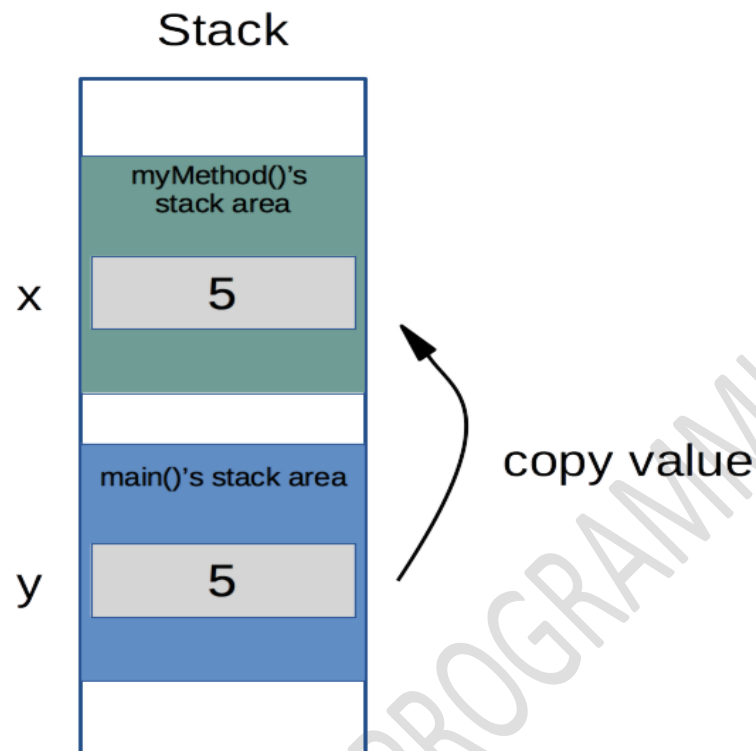 Stack
myMethod()'s
stack area
x
5
copy value
main()'s stack area
y
5